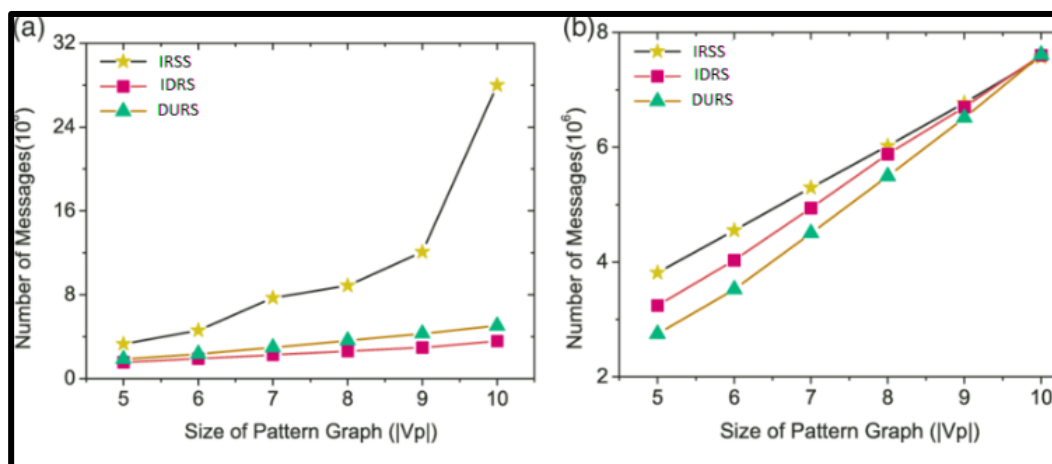 (a)
Number of Messages(10⁶)
32
24
16
8
0
IRSS
IDRS
DURS
5 6 7 8 9 10
Size of Pattern Graph (|Vp|)
(b)
Number of Messages(10⁶)
8
6
4
2
IRSS
IDRS
DURS
5 6 7 8 9 10
Size of Pattern Graph (|Vp|)